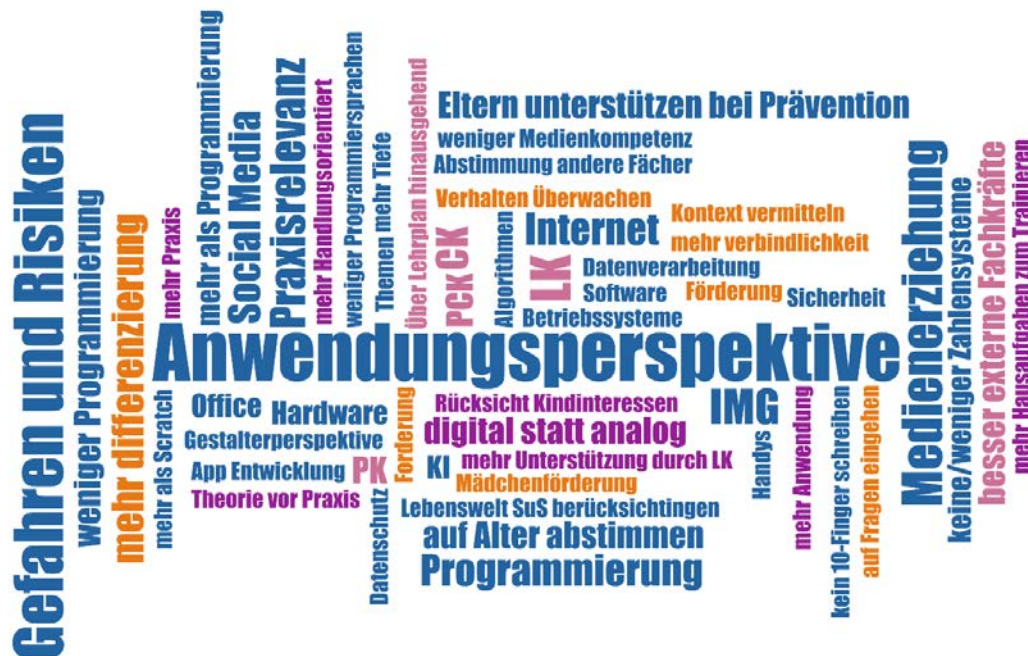 Gefahren und Risiken
weniger Programmierung
mehr differenzierung
mehr Praxis
mehr als Programmierung
Social Media
Praxisrelevanz
mehr Handlungsorientiert
weniger Programmiersprachen
Themen mehr Tiefe
Über Lehrplan hinausgehend
Eltern unterstützen bei Prävention
weniger Medienkompetenz
Abstimmung andere Fächer
Verhalten Überwachen
PCK
CK
Algorithmen
Internet
LK
Kontext vermitteln
mehr verbindlichkeit
Datenverarbeitung
Software
Förderung
Sicherheit
Betriebssysteme
Anwendungsperspektive
Medienerziehung
keine/weniger Zahlensysteme
besser externe Fachkräfte
mehr Hausaufgaben zum Trainieren
mehr als Scratch
Office
Hardware
Gestalterperspektive
App Entwicklung
PK
Theorie vor Praxis
Datenschutz
Forderung
Rücksicht Kindinteressen
digital statt analog
KI
mehr Unterstützung durch LK
Mädchenförderung
Lebenswelt SuS berücksichtingen
auf Alter abstimmen
Programmierung
IMG
Handys
mehr Anwendung
kein 10-Finger schreiben
auf Fragen eingehen